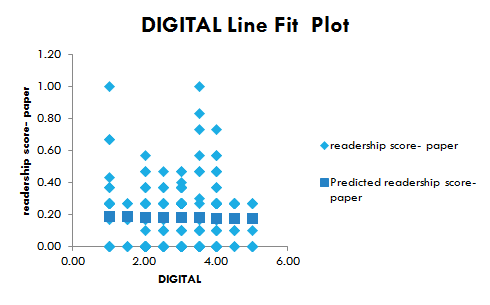 DIGITAL Line Fit Plot
1.20
1.00
0.80
0.60
0.40
0.20
0.00
readership score- paper
0.00 2.00 4.00 6.00
DIGITAL
readership score- paper
Predicted readership score-
paper